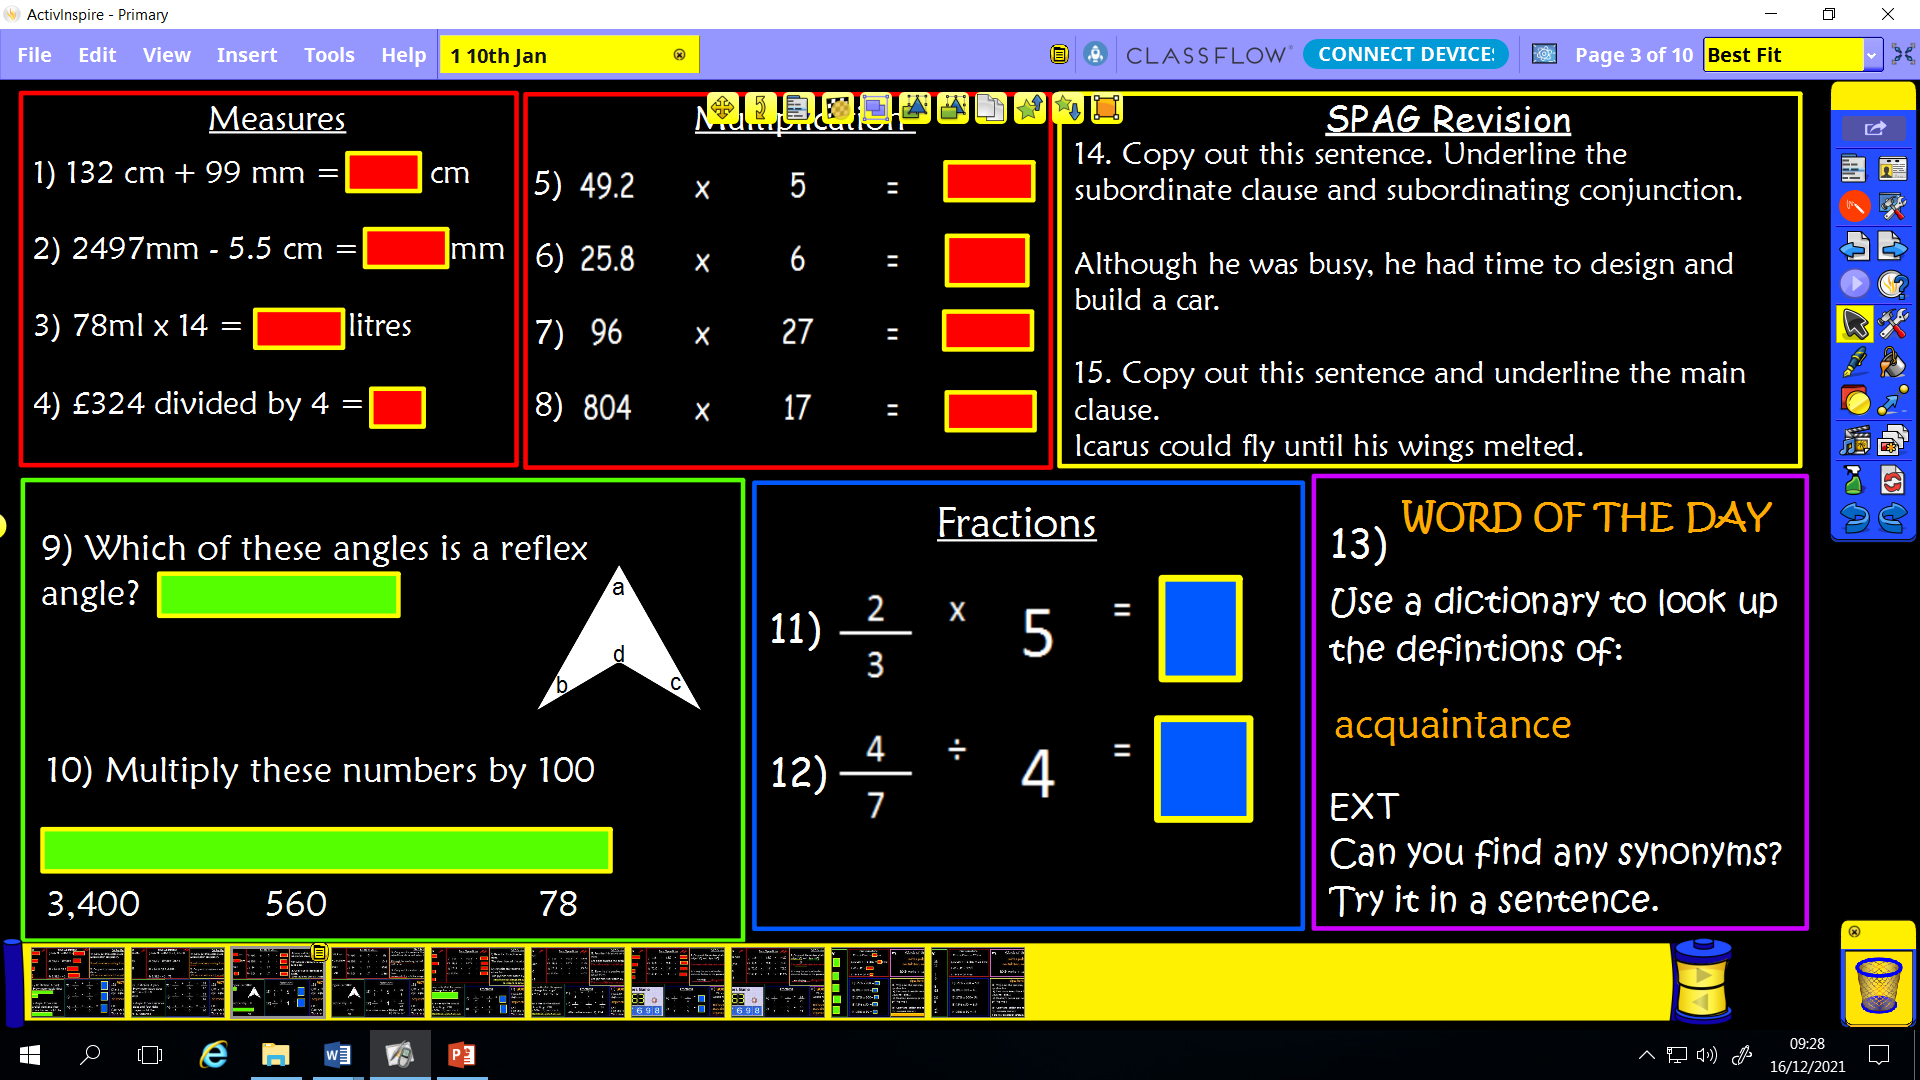 ActivInspire - Primary
File Edit View Insert Tools Help 1 10th Jan CLASSFLOW CONNECT DEVICES Page 3 of 10 Best Fit
Measures
1) 132 cm + 99 mm = cm
2) 2497mm - 5.5 cm = mm
3) 78ml x 14 = litres
4) £324 divided by 4 =
Multiplication
5) 49.2 x 5 =
6) 25.8 x 6 =
7) 96 x 27 =
8) 804 x 17 =
SPAG Revision
14. Copy out this sentence. Underline the
subordinate clause and subordinating conjunction.
Although he was busy, he had time to design and
build a car.
15. Copy out this sentence and underline the main
clause.
Icarus could fly until his wings melted.
9) Which of these angles is a reflex
angle?
a
d
b c
10) Multiply these numbers by 100
3,400 560 78
Fractions
11) 2/3 x 5 =
12) 4/7 ÷ 4 =
WORD OF THE DAY
13)
Use a dictionary to look up
the defintions of:
acquaintance
EXT
Can you find any synonyms?
Try it in a sentence.
09:28
16/12/2021